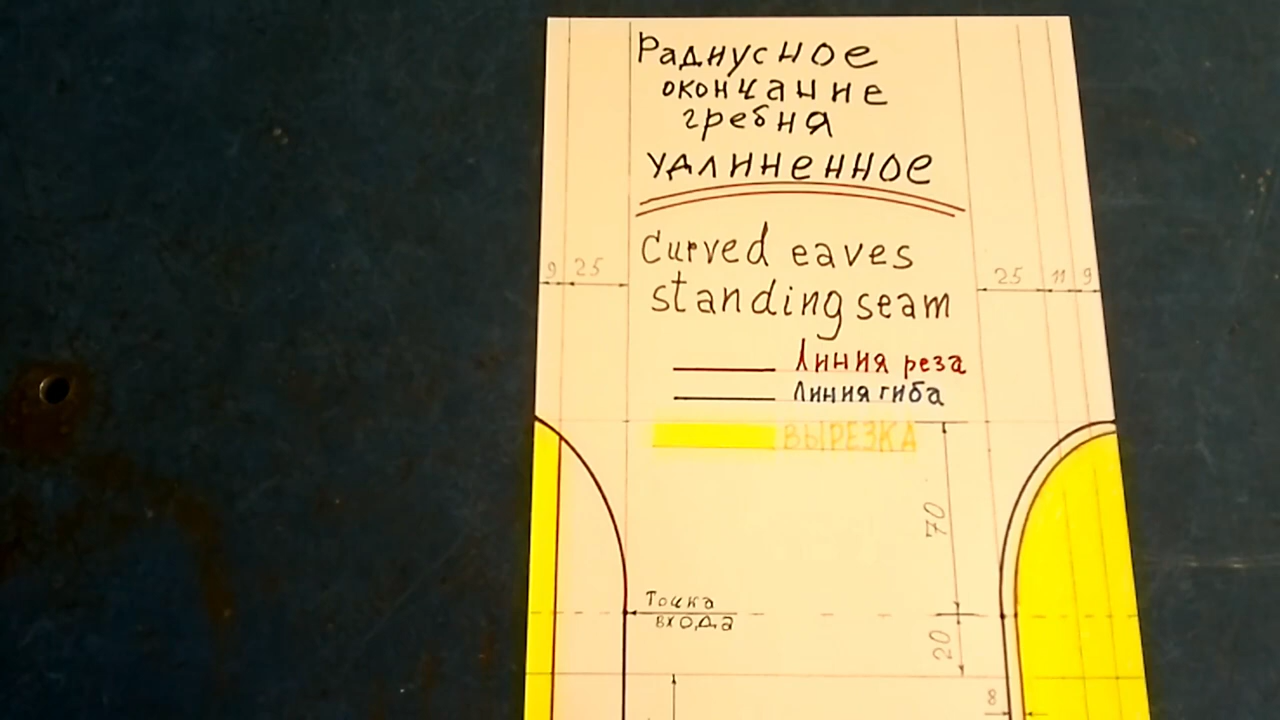 Радиусное
окончание
гребня
удлиненное
Curved eaves
standing seam
9 25
25 11 9
Линия реза
Линия гиба
ВЫРЕЗКА
70
Точка
входа
20
8